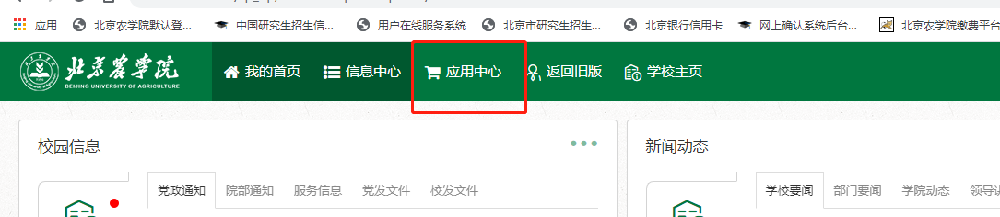 应用 北京农学院默认登... 中国研究生招生信... 用户在线服务系统 北京市研究生招生... 北京银行信用卡 网上确认系统后台... 北京农学院缴费平台
北京农学院 我的首页 信息中心 应用中心 返回旧版 学校主页
BEIJING UNIVERSITY OF AGRICULTURE
校园信息 新闻动态
党政通知 院部通知 服务信息 党发文件 校发文件 学校要闻 部门要闻 学院动态 领导讲